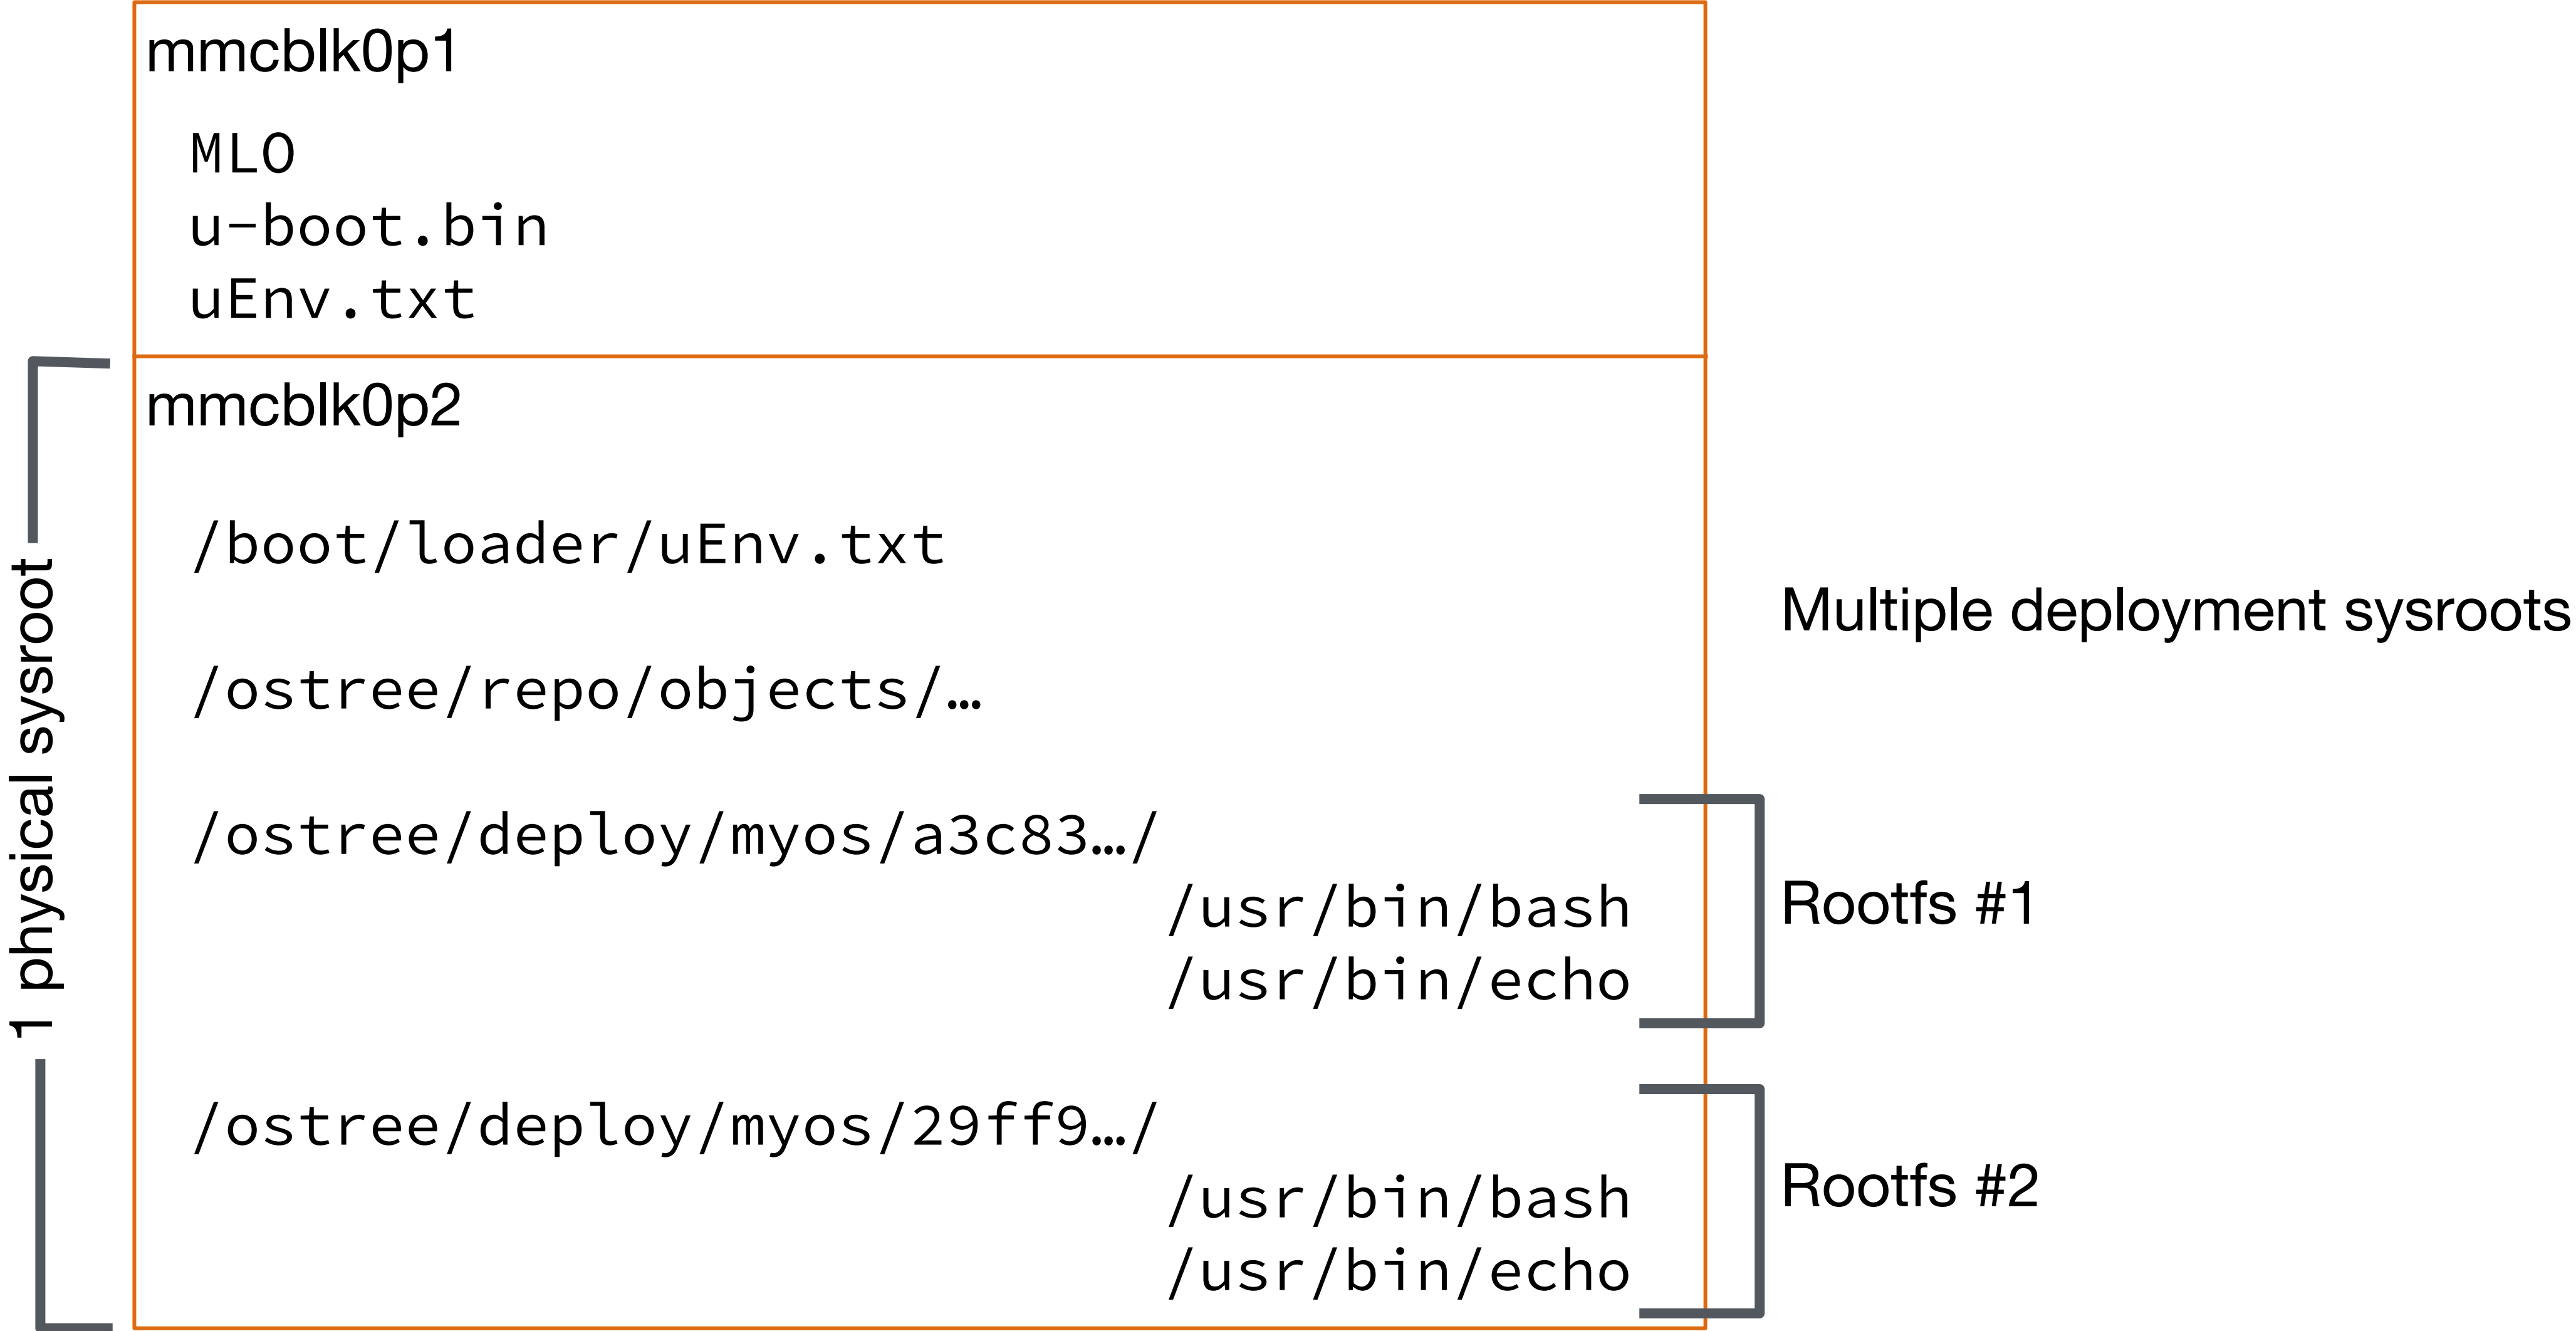 mmcblk0p1
MLO
u-boot.bin
uEnv.txt
mmcblk0p2
/boot/loader/uEnv.txt
/ostree/repo/objects/…
/ostree/deploy/myos/a3c83…/
/usr/bin/bash
/usr/bin/echo
/ostree/deploy/myos/29ff9…/
/usr/bin/bash
/usr/bin/echo
1 physical sysroot
Multiple deployment sysroots
Rootfs #1
Rootfs #2